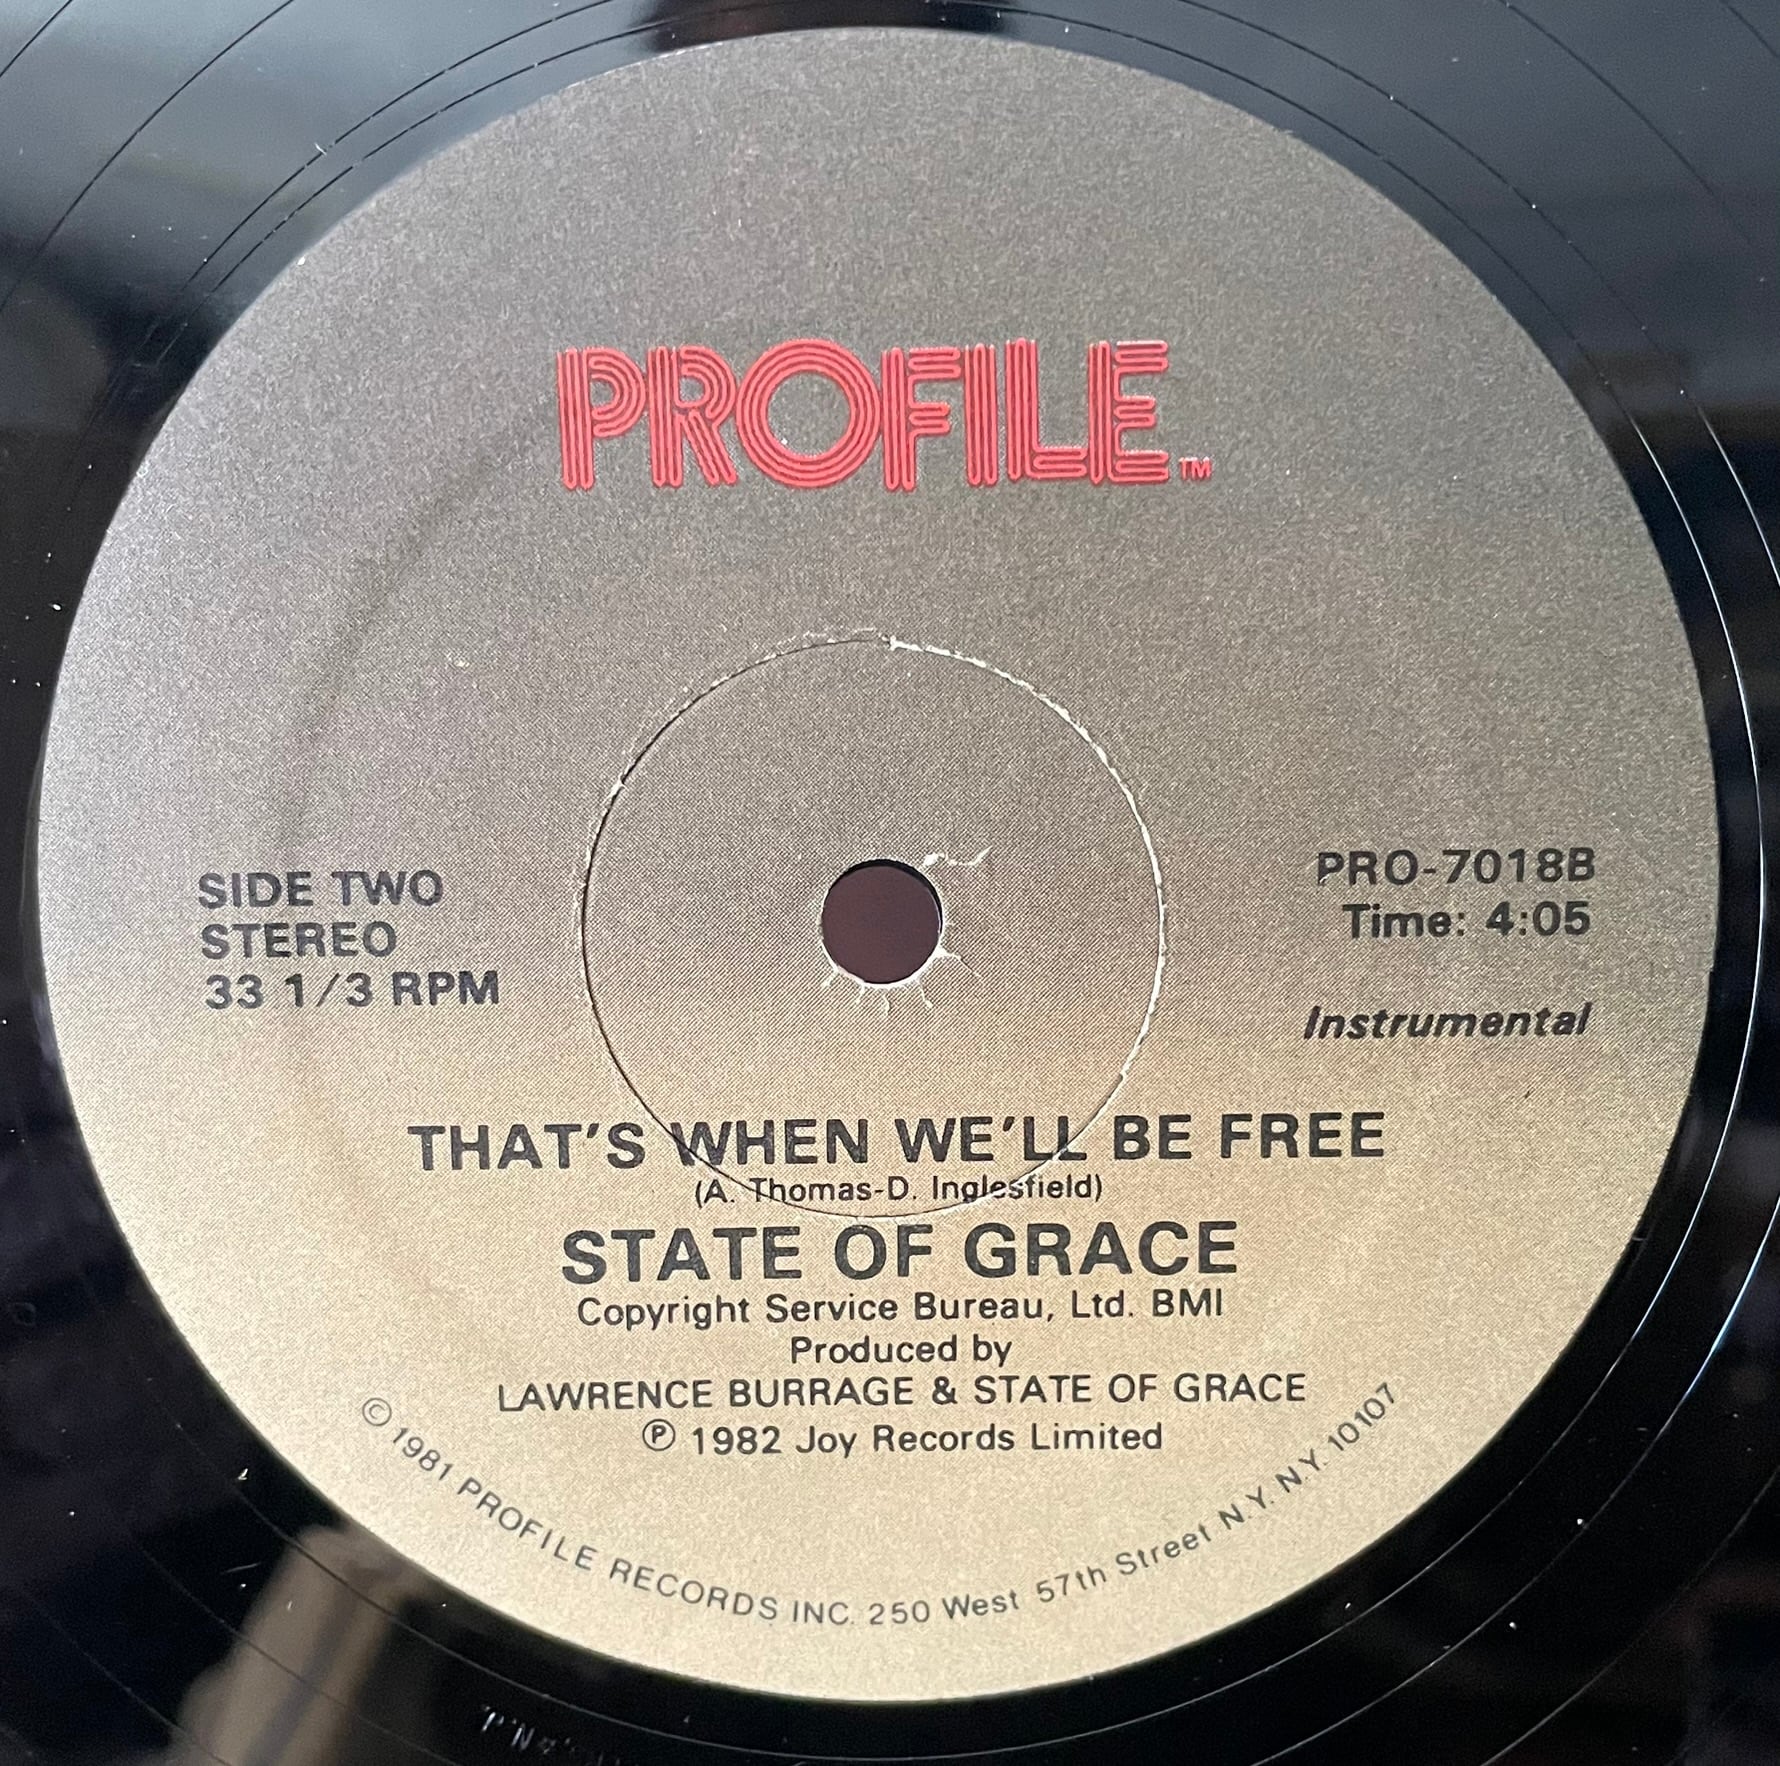 PROFILE™
SIDE TWO
STEREO
33 1/3 RPM
PRO-7018B
Time: 4:05
Instrumental
THAT'S WHEN WE'LL BE FREE
(A. Thomas-D. Inglesfield)
STATE OF GRACE
Copyright Service Bureau, Ltd. BMI
Produced by
LAWRENCE BURRAGE & STATE OF GRACE
℗ 1982 Joy Records Limited
© 1981 PROFILE RECORDS INC. 250 West 57th Street N.Y. N.Y. 10107